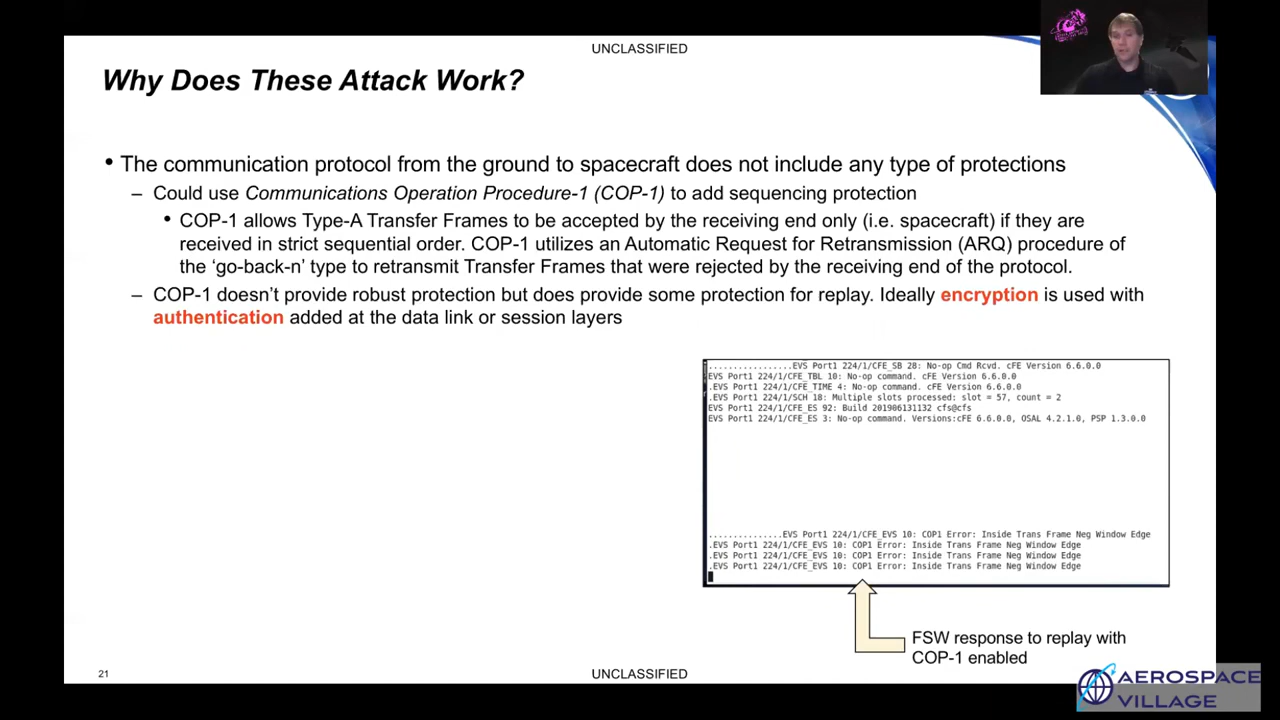 UNCLASSIFIED
Why Does These Attack Work?
• The communication protocol from the ground to spacecraft does not include any type of protections
– Could use Communications Operation Procedure-1 (COP-1) to add sequencing protection
• COP-1 allows Type-A Transfer Frames to be accepted by the receiving end only (i.e. spacecraft) if they are
received in strict sequential order. COP-1 utilizes an Automatic Request for Retransmission (ARQ) procedure of
the ‘go-back-n’ type to retransmit Transfer Frames that were rejected by the receiving end of the protocol.
– COP-1 doesn’t provide robust protection but does provide some protection for replay. Ideally encryption is used with
authentication added at the data link or session layers
................EVS Port1 224/1/CFE_SB 28: No-op Cmd Rcvd. cFE Version 6.6.0.0
EVS Port1 224/1/CFE_TBL 10: No-op command. cFE Version 6.6.0.0
.EVS Port1 224/1/CFE_TIME 4: No-op command. cFE Version 6.6.0.0
.EVS Port1 224/1/SCH 18: Multiple slots processed: slot = 57, count = 2
EVS Port1 224/1/CFE_ES 92: Build 201906131132 cfs@cfs
EVS Port1 224/1/CFE_ES 3: No-op command. Versions:cFE 6.6.0.0, OSAL 4.2.1.0, PSP 1.3.0.0
..............EVS Port1 224/1/CFE_EVS 10: COP1 Error: Inside Trans Frame Neg Window Edge
.EVS Port1 224/1/CFE_EVS 10: COP1 Error: Inside Trans Frame Neg Window Edge
.EVS Port1 224/1/CFE_EVS 10: COP1 Error: Inside Trans Frame Neg Window Edge
.EVS Port1 224/1/CFE_EVS 10: COP1 Error: Inside Trans Frame Neg Window Edge
FSW response to replay with
COP-1 enabled
21
UNCLASSIFIED
AEROSPACE
VILLAGE